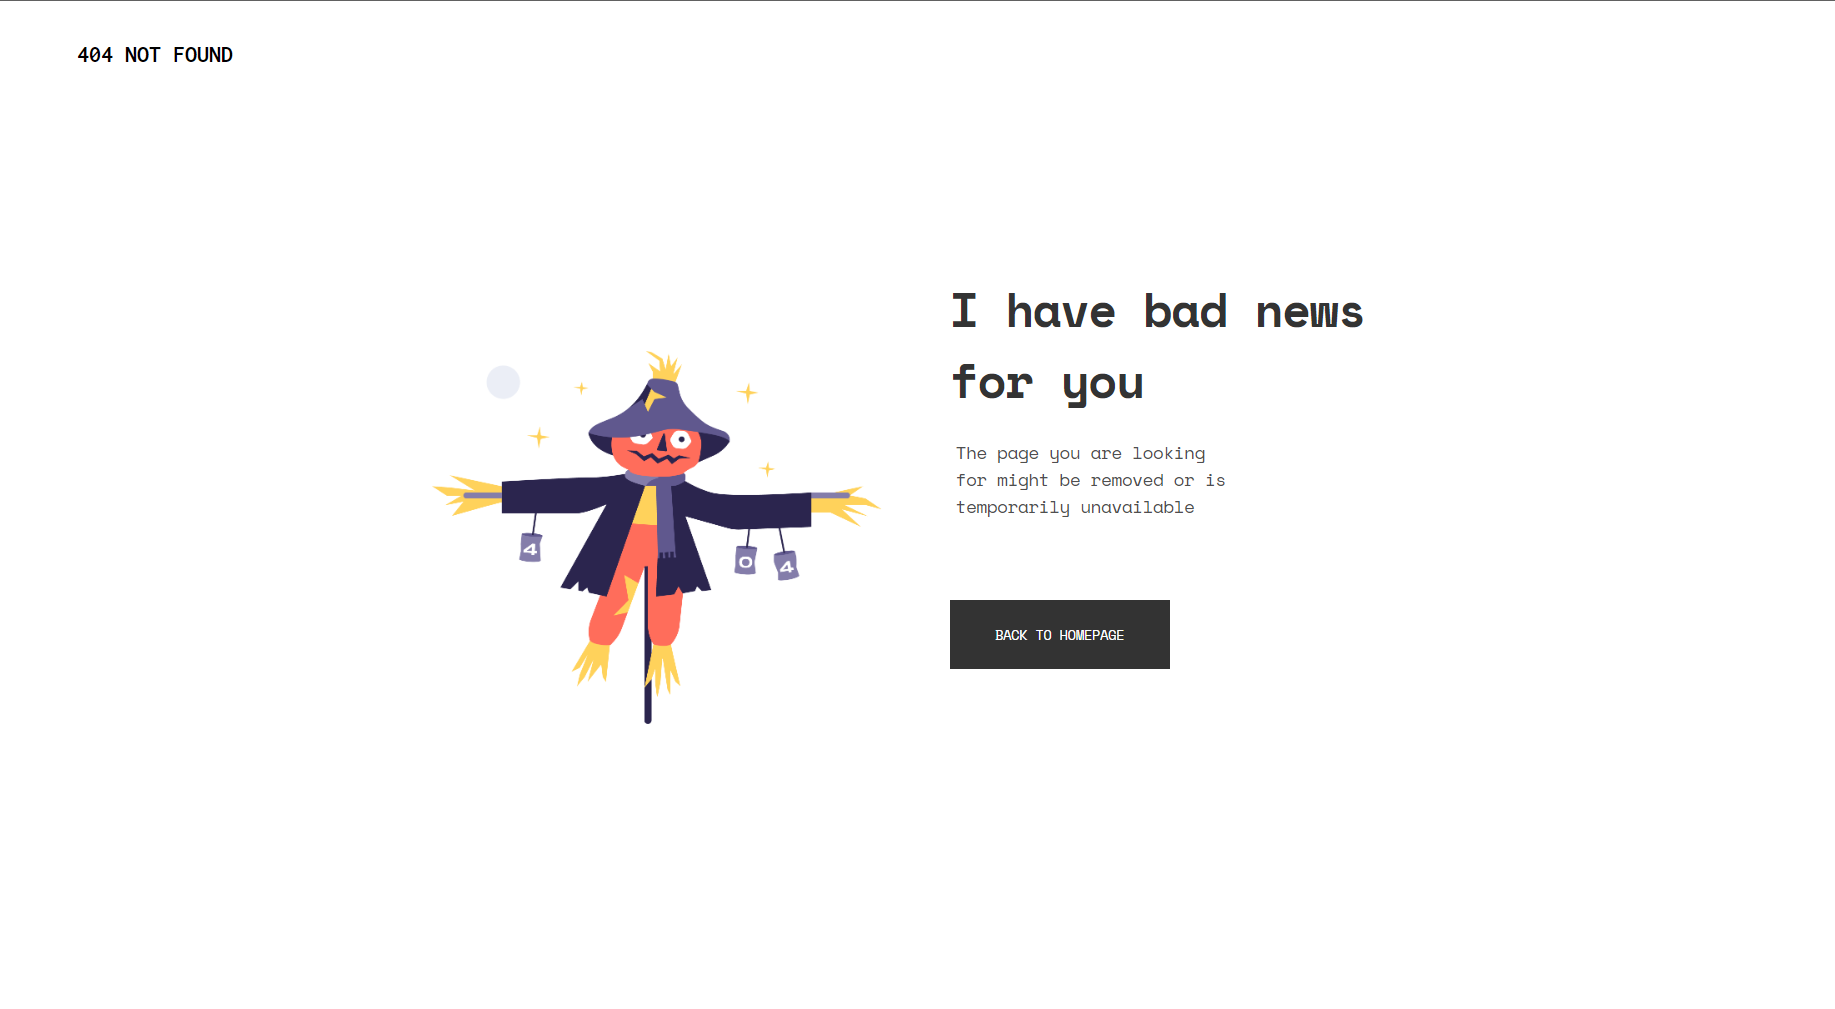 404 NOT FOUND
I have bad news
for you
The page you are looking
for might be removed or is
temporarily unavailable
4
0
4
BACK TO HOMEPAGE